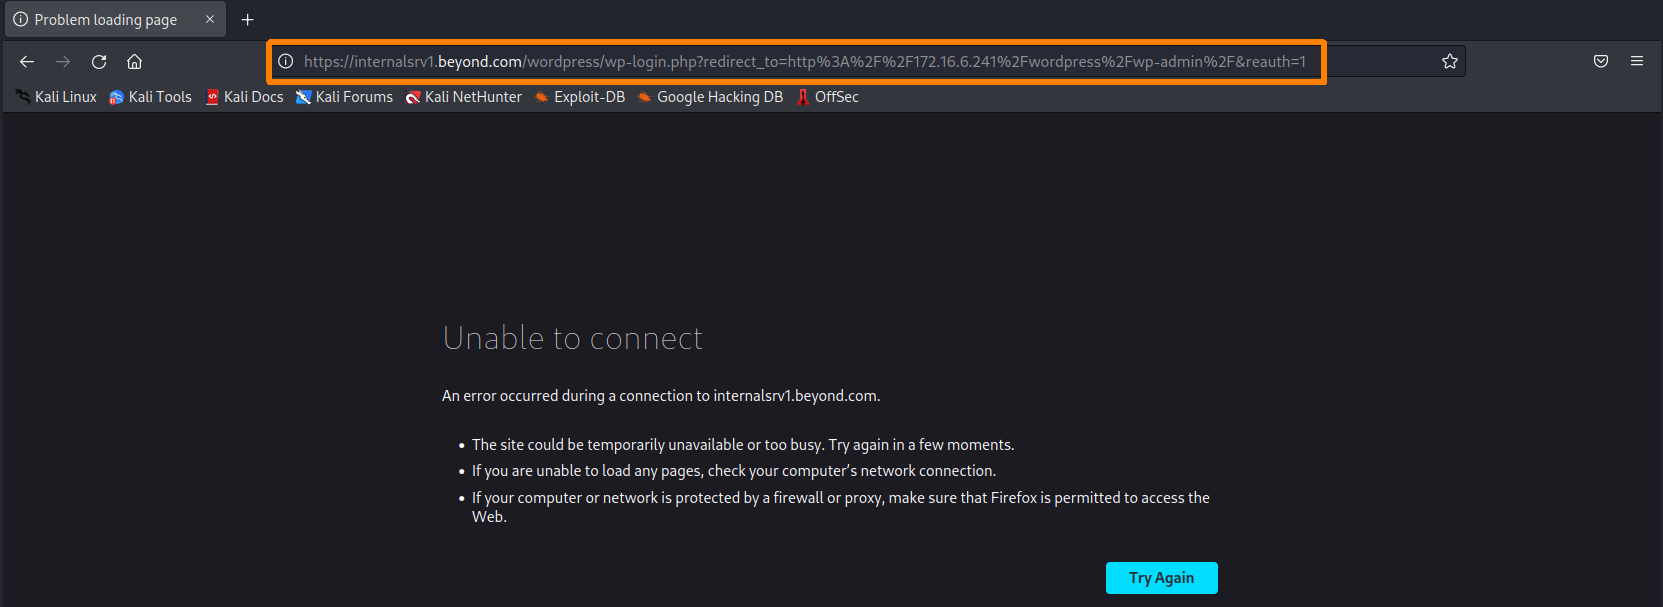 Problem loading page
https://internalsrv1.beyond.com/wordpress/wp-login.php?redirect_to=http%3A%2F%2F172.16.6.241%2Fwordpress%2Fwp-admin%2F&reauth=1
Kali Linux Kali Tools Kali Docs Kali Forums Kali NetHunter Exploit-DB Google Hacking DB OffSec
Unable to connect
An error occurred during a connection to internalsrv1.beyond.com.
• The site could be temporarily unavailable or too busy. Try again in a few moments.
• If you are unable to load any pages, check your computer’s network connection.
• If your computer or network is protected by a firewall or proxy, make sure that Firefox is permitted to access the
Web.
Try Again